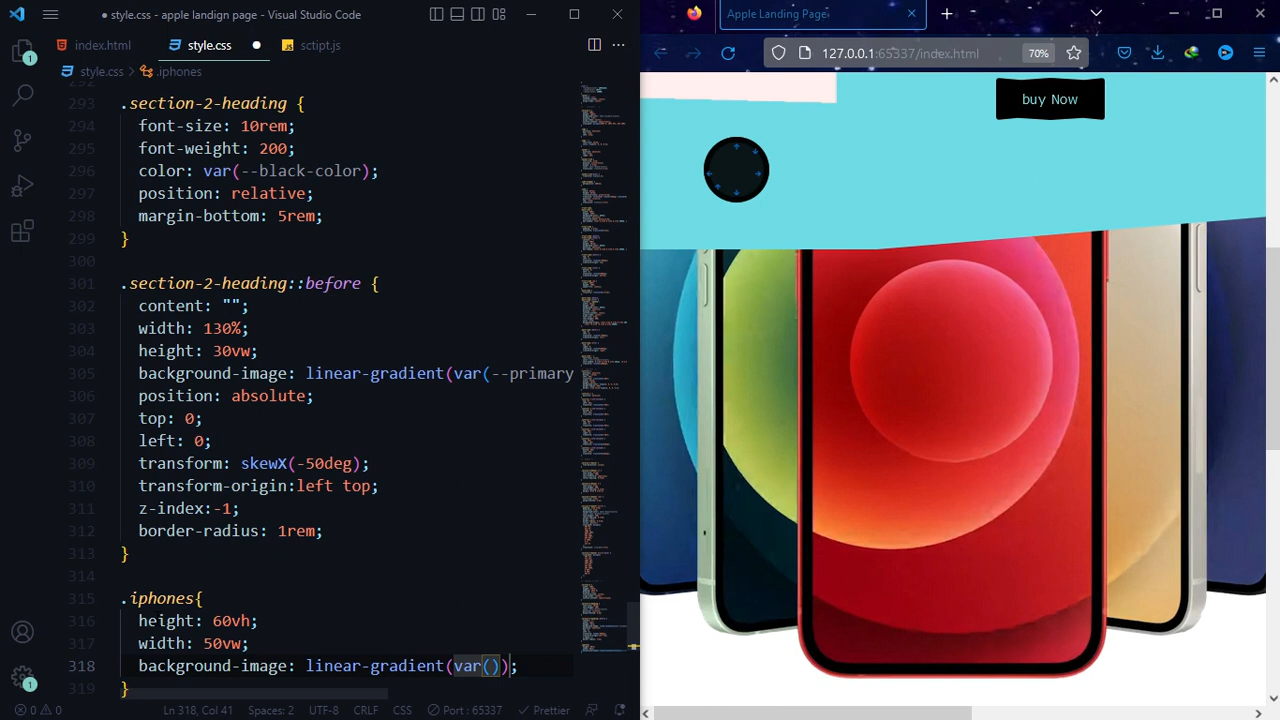 style.css - apple landign page - Visual Studio Code
Apple Landing Page
index.html
style.css
sctipt.js
127.0.0.1:65337/index.html
70%
style.css > .iphones
buy Now
293 .section-2-heading {
294 font-size: 10rem;
295 font-weight: 200;
296 color: var(--black-color);
297 position: relative;
298 margin-bottom: 5rem;
299 }
300
301 .section-2-heading::before {
302 content: "";
303 width: 130%;
304 height: 30vw;
305 background-image: linear-gradient(var(--primary
306 position: absolute;
307 top: 0;
308 left: 0;
309 transform: skewX(-50deg);
310 transform-origin:left top;
311 z-index:-1;
312 border-radius: 1rem;
313 }
314
315 .iphones{
316 height: 60vh;
317 width: 50vw;
318 background-image: linear-gradient(var());
319 }
0 0 Ln 318, Col 41 Spaces: 2 UTF-8 CRLF CSS Port : 65337 Prettier